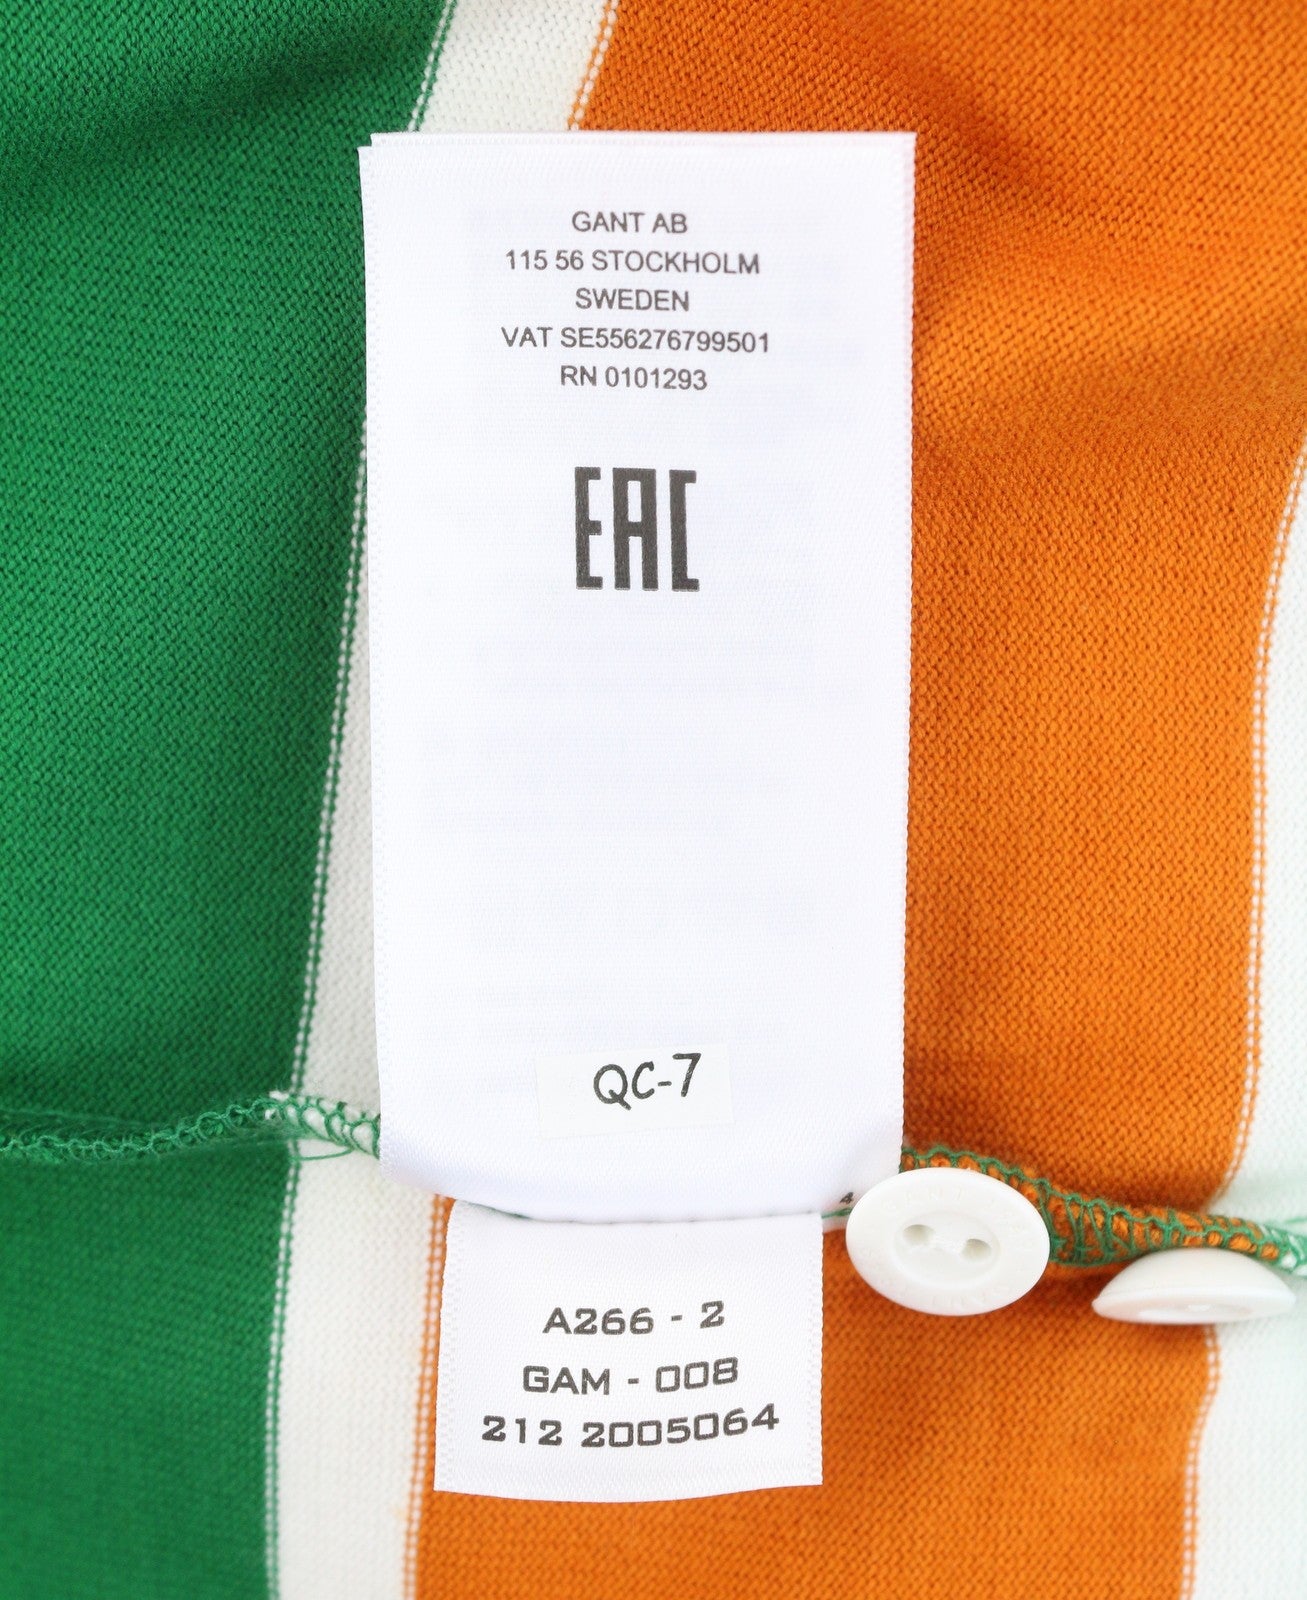 GANT AB
115 56 STOCKHOLM
SWEDEN
VAT SE556276799501
RN 0101293
EAC
QC-7
4
A266 - 2
GAM - 008
212 2005064